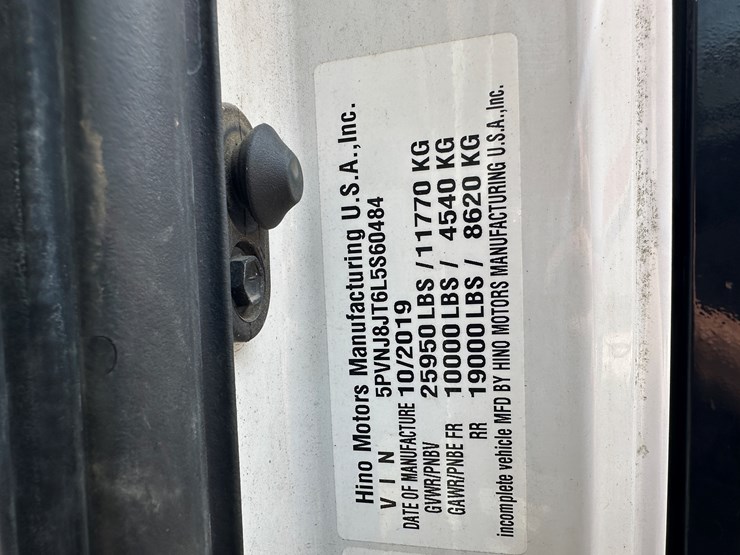 Hino Motors Manufacturing U.S.A.,Inc.
V I N 5PVNJ8JT6L5S60484
DATE OF MANUFACTURE 10/2019
GVWR/PNBV 25950 LBS / 11770 KG
GAWR/PNBE FR 10000 LBS / 4540 KG
RR 19000 LBS / 8620 KG
incomplete vehicle MFD BY HINO MOTORS MANUFACTURING U.S.A.,Inc.